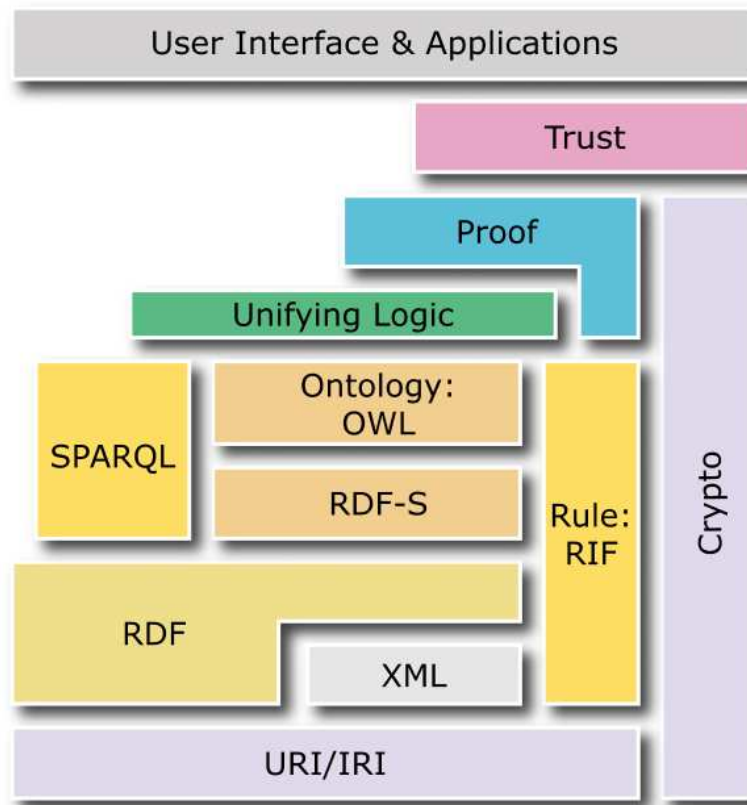 User Interface & Applications
Trust
Proof
Unifying Logic
Ontology:
OWL
SPARQL
RDF-S
Rule:
RIF
Crypto
RDF
XML
URI/IRI